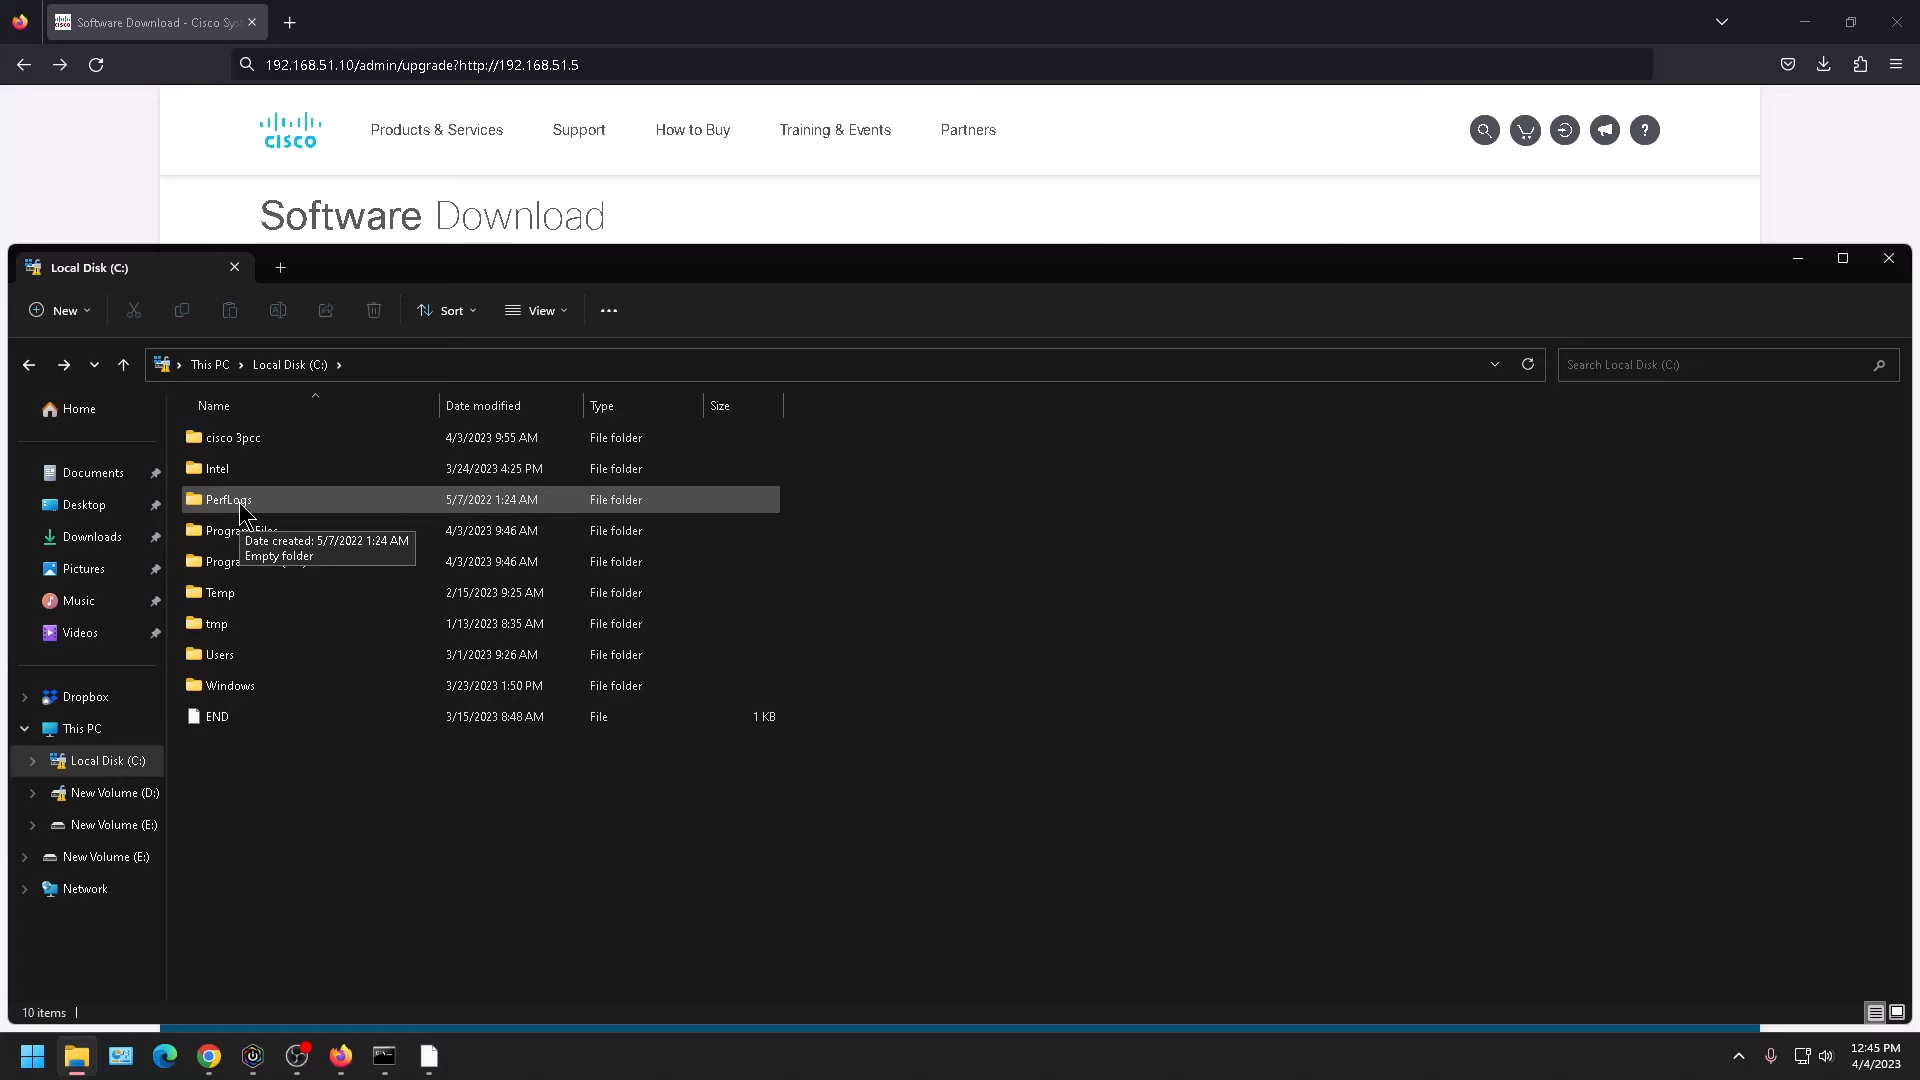 Software Download - Cisco Sys
192.168.51.10/admin/upgrade?http://192.168.51.5
cisco
Products & Services
Support
How to Buy
Training & Events
Partners
?
Software Download
Local Disk (C:)
New
Sort
View
This PC > Local Disk (C:) >
Search Local Disk (C:)
Name
Date modified
Type
Size
Home
Documents
Desktop
Downloads
Pictures
Music
Videos
Dropbox
This PC
Local Disk (C:)
New Volume (D:)
New Volume (E:)
New Volume (E:)
Network
cisco 3pcc 4/3/2023 9:55 AM File folder
Intel 3/24/2023 4:25 PM File folder
PerfLogs 5/7/2022 1:24 AM File folder
4/3/2023 9:46 AM File folder
Date created: 5/7/2022 1:24 AM
Empty folder
4/3/2023 9:46 AM File folder
Temp 2/15/2023 9:25 AM File folder
tmp 1/13/2023 8:35 AM File folder
Users 3/1/2023 9:26 AM File folder
Windows 3/23/2023 1:50 PM File folder
END 3/15/2023 8:48 AM File 1 KB
10 items
12:45 PM
4/4/2023